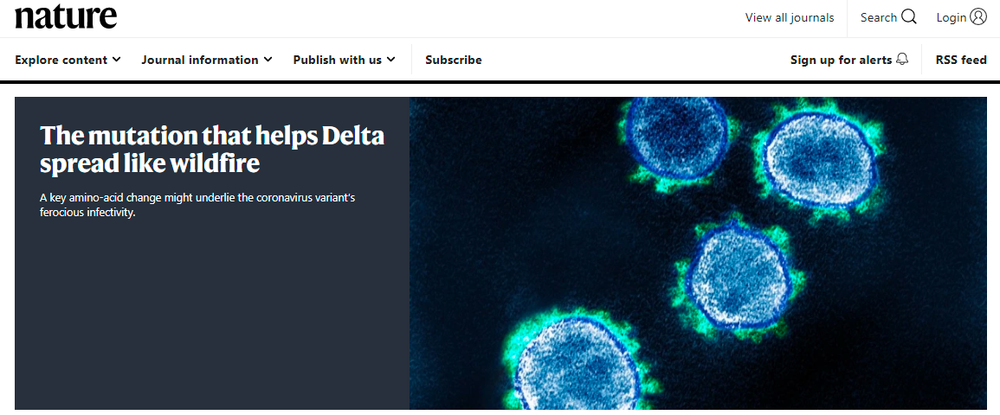 nature
View all journals
Search
Login
Explore content
Journal information
Publish with us
Subscribe
Sign up for alerts
RSS feed
The mutation that helps Delta
spread like wildfire
A key amino-acid change might underlie the coronavirus variant's
ferocious infectivity.